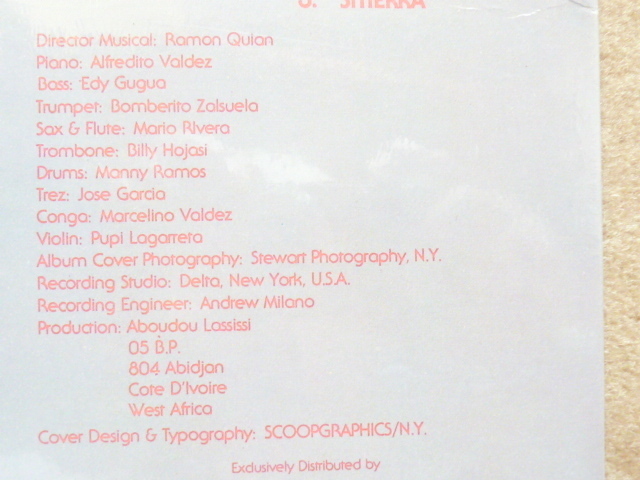 6. SITIERRA
Director Musical: Ramon Quian
Piano: Alfredito Valdez
Bass: Edy Gugua
Trumpet: Bomberito Zalsuela
Sax & Flute: Mario Rivera
Trombone: Billy Hojasi
Drums: Manny Ramos
Trez: Jose Garcia
Conga: Marcelino Valdez
Violin: Pupi Lagarreta
Album Cover Photography: Stewart Photography, N.Y.
Recording Studio: Delta, New York, U.S.A.
Recording Engineer: Andrew Milano
Production: Aboudou Lassissi
05 B.P.
804 Abidjan
Cote D'Ivoire
West Africa
Cover Design & Typography: SCOOPGRAPHICS/N.Y.
Exclusively Distributed by